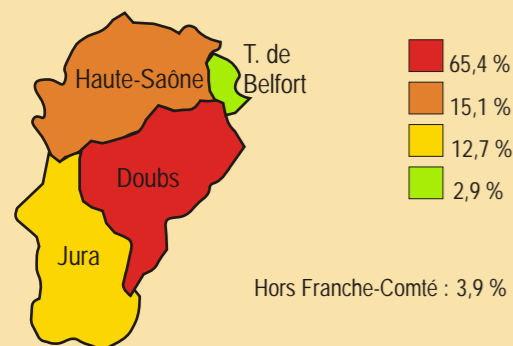 T. de
Belfort
Haute-Saône
Doubs
Jura
65,4 %
15,1 %
12,7 %
2,9 %
Hors Franche-Comté : 3,9 %